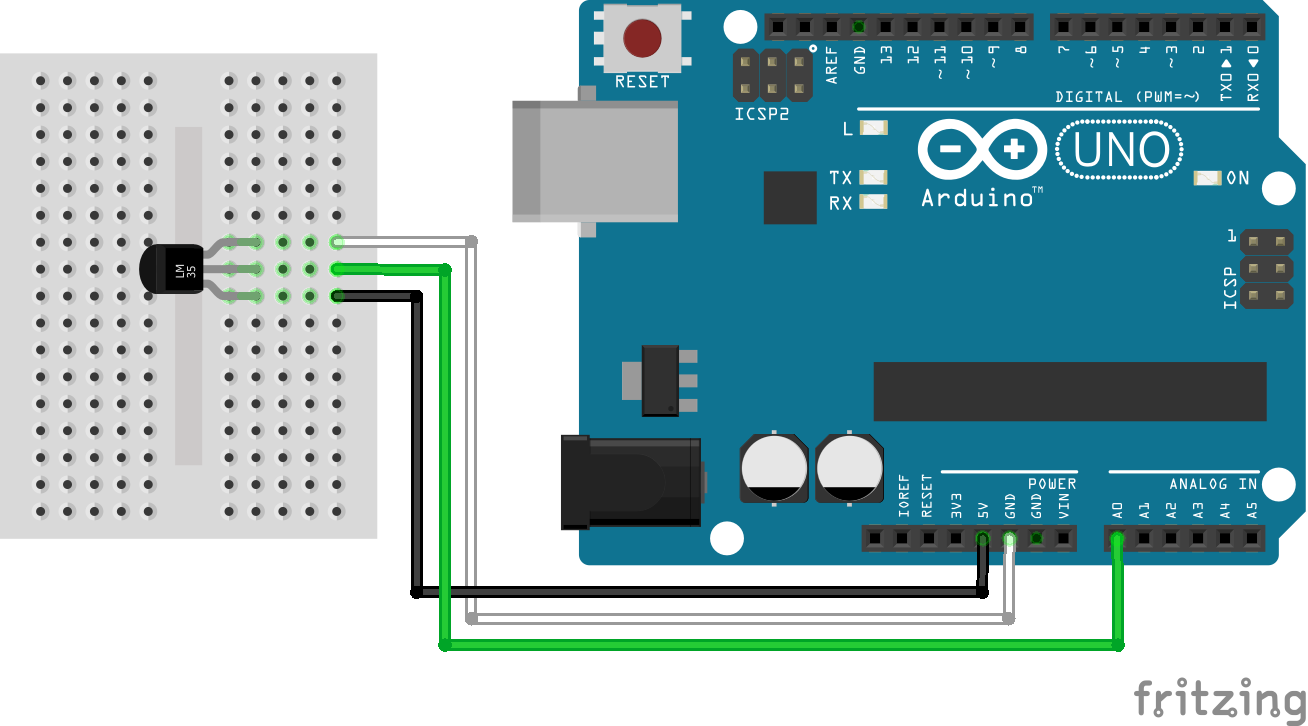 RESET
AREF
GND
13
12
~11
~10
~9
8
7
~6
~5
4
~3
2
TX0 ▶ 1
RX0 ◀ 0
DIGITAL (PWM=~)
ICSP2
L
TX
RX
UNO
Arduino™
ON
1
ICSP
LM
35
POWER
ANALOG IN
IOREF
RESET
3V3
5V
GND
GND
VIN
A0
A1
A2
A3
A4
A5
fritzing